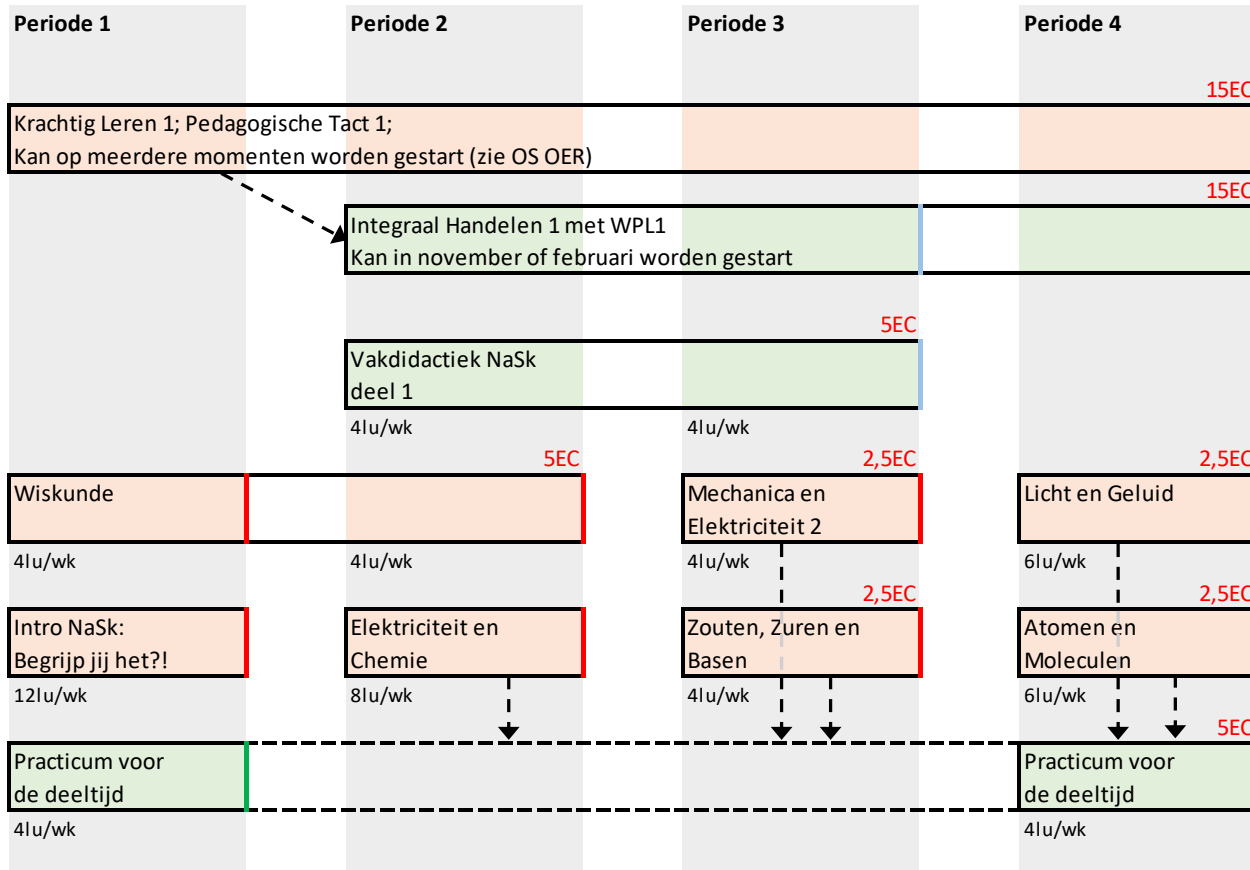 Periode 1
Periode 2
Periode 3
Periode 4
15EC
Krachtig Leren 1; Pedagogische Tact 1;
Kan op meerdere momenten worden gestart (zie OS OER)
15EC
Integraal Handelen 1 met WPL1
Kan in november of februari worden gestart
5EC
Vakdidactiek NaSk
deel 1
4lu/wk
4lu/wk
5EC
2,5EC
2,5EC
Wiskunde
Mechanica en
Elektriciteit 2
Licht en Geluid
4lu/wk
4lu/wk
4lu/wk
6lu/wk
2,5EC
2,5EC
Intro NaSk:
Begrijp jij het?!
Elektriciteit en
Chemie
Zouten, Zuren en
Basen
Atomen en
Moleculen
12lu/wk
8lu/wk
4lu/wk
6lu/wk
5EC
Practicum voor
de deeltijd
Practicum voor
de deeltijd
4lu/wk
4lu/wk